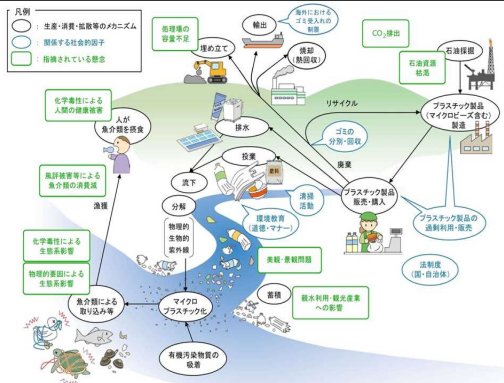 凡例
:生産・消費・拡散等のメカニズム
:関係する社会的因子
:指摘されている懸念
処理場の
容量不足
埋め立て
輸出
海外における
ゴミ受入れの
制限
焼却
(熱回収)
CO2排出
石油採掘
石油資源
枯渇
リサイクル
プラスチック製品
(マイクロビーズ含む)
製造
化学毒性による
人間の健康被害
人が
魚介類を摂食
排水
ゴミの
分別・回収
投棄
肥料
廃棄
風評被害等による
魚介類の消費減
流下
清掃
活動
プラスチック製品
販売・購入
分解
漁獲
物理的
生物的
紫外線
環境教育
(道徳・マナー)
プラスチック製品の
過剰利用・販売
化学毒性による
生態系影響
美観・景観問題
法制度
(国・自治体)
物理的要因による
生態系影響
魚介類による
取り込み等
マイクロ
プラスチック化
蓄積
親水利用・観光産業
への影響
有機汚染物質の
吸着